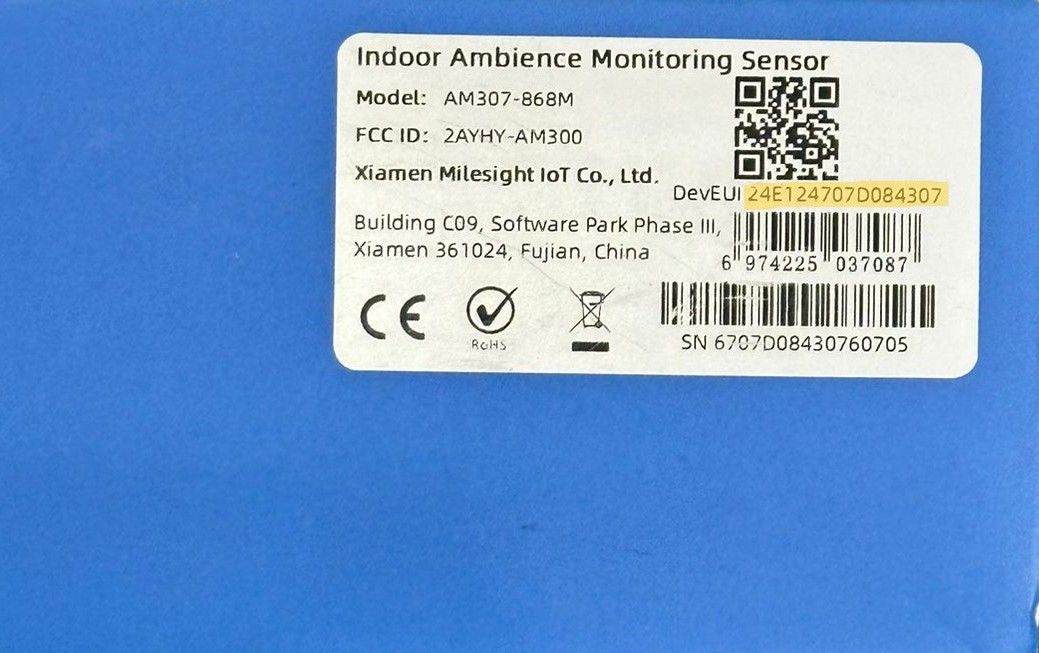 Indoor Ambience Monitoring Sensor
Model: AM307-868M
FCC ID: 2AYHY-AM300
Xiamen Milesight IoT Co., Ltd.
DevEUI 24E124707D084307
Building C09, Software Park Phase III,
Xiamen 361024, Fujian, China
6 974225 037087
CE
RoHS
SN 6707D08430760705